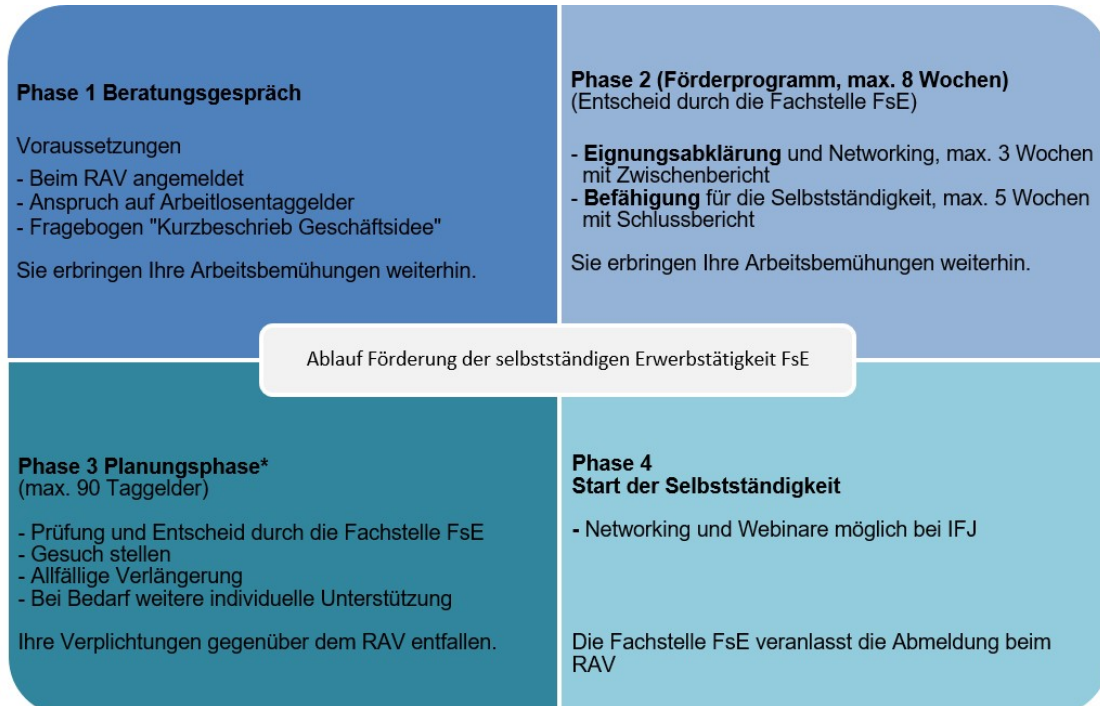 Phase 1 Beratungsgespräch
Voraussetzungen
- Beim RAV angemeldet
- Anspruch auf Arbeitlosentaggelder
- Fragebogen "Kurzbeschrieb Geschäftsidee"
Sie erbringen Ihre Arbeitsbemühungen weiterhin.
Phase 2 (Förderprogramm, max. 8 Wochen)
(Entscheid durch die Fachstelle FsE)
- Eignungsabklärung und Networking, max. 3 Wochen
mit Zwischenbericht
- Befähigung für die Selbstständigkeit, max. 5 Wochen
mit Schlussbericht
Sie erbringen Ihre Arbeitsbemühungen weiterhin.
Ablauf Förderung der selbstständigen Erwerbstätigkeit FsE
Phase 3 Planungsphase*
(max. 90 Taggelder)
- Prüfung und Entscheid durch die Fachstelle FsE
- Gesuch stellen
- Allfällige Verlängerung
- Bei Bedarf weitere individuelle Unterstützung
Ihre Verplichtungen gegenüber dem RAV entfallen.
Phase 4
Start der Selbstständigkeit
- Networking und Webinare möglich bei IFJ
Die Fachstelle FsE veranlasst die Abmeldung beim
RAV